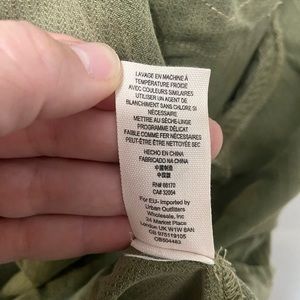 LAVAGE EN MACHINE À
TEMPÉRATURE FROIDE
AVEC COULEURS SIMILAIRES
UTILISER UN AGENT DE
BLANCHIMENT SANS CHLORE SI
NÉCESSAIRE
METTRE AU SÈCHE-LINGE
PROGRAMME DÉLICAT
FAIBLE COMME FER NÉCESSAIRES
PEUT-ÊTRE ÊTRE NETTOYÉE SEC
HECHO EN CHINA
FABRICADO NA CHINA
中國制造
中国製
RN# 66170
CA# 32054
For EU- Imported by
Urban Outfitters
Wholesale, Inc
24 Market Place
London UK W1W 8AN
GB 975119105
OB504483